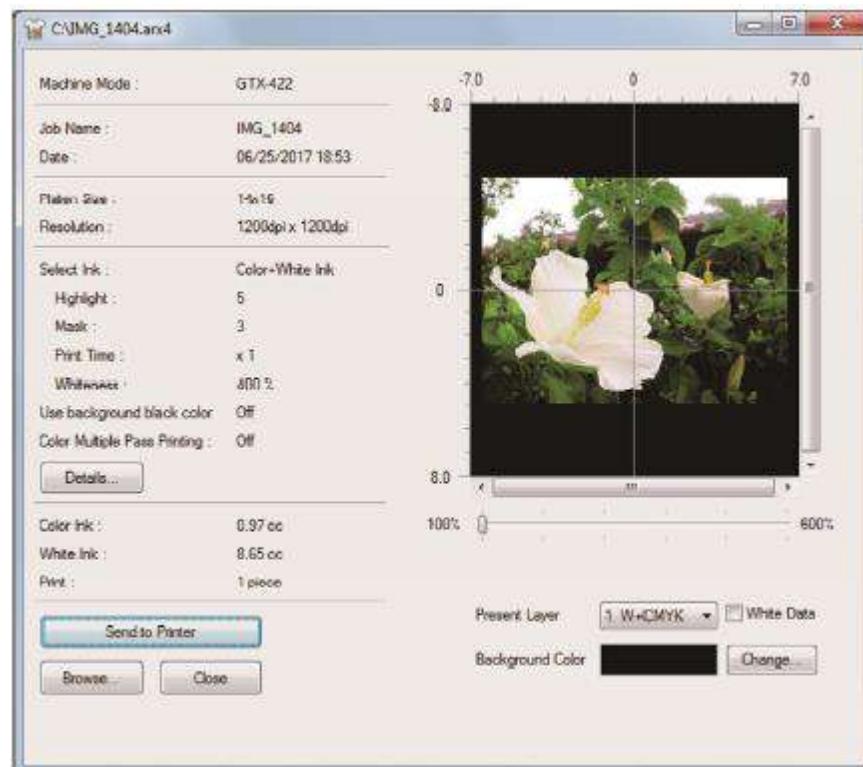 C:\IMG_1404.arx4
Machine Mode : GTX-422
Job Name : IMG_1404
Date : 06/25/2017 18:53
Platen Size : 14x16
Resolution : 1200dpi x 1200dpi
Select Ink : Color+White Ink
Highlight : 5
Mask : 3
Print Time : x 1
Whiteness : 400 %
Use background black color Off
Color Multiple Pass Printing : Off
Details...
Color Ink : 0.97 cc
White Ink : 8.65 cc
Print : 1 piece
Send to Printer
Browse... Close
-7.0 0 7.0
-8.0
0
8.0
100% 600%
Present Layer 1. W+CMYK White Data
Background Color Change...